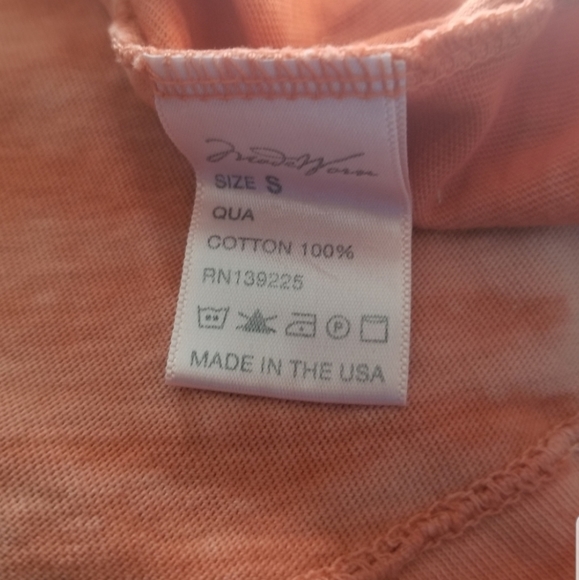 MadeWorn
SIZE S
QUA
COTTON 100%
RN139225
P
MADE IN THE USA